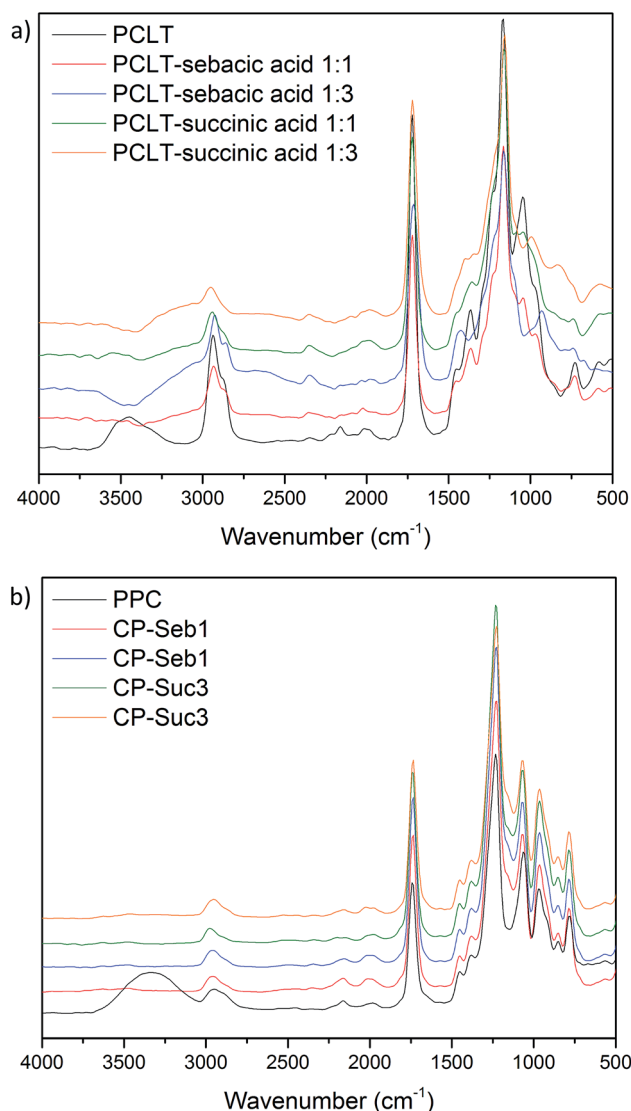 a)
PCLT
PCLT-sebacic acid 1:1
PCLT-sebacic acid 1:3
PCLT-succinic acid 1:1
PCLT-succinic acid 1:3
4000 3500 3000 2500 2000 1500 1000 500
Wavenumber (cm-1)
b)
PPC
CP-Seb1
CP-Seb1
CP-Suc3
CP-Suc3
4000 3500 3000 2500 2000 1500 1000 500
Wavenumber (cm-1)